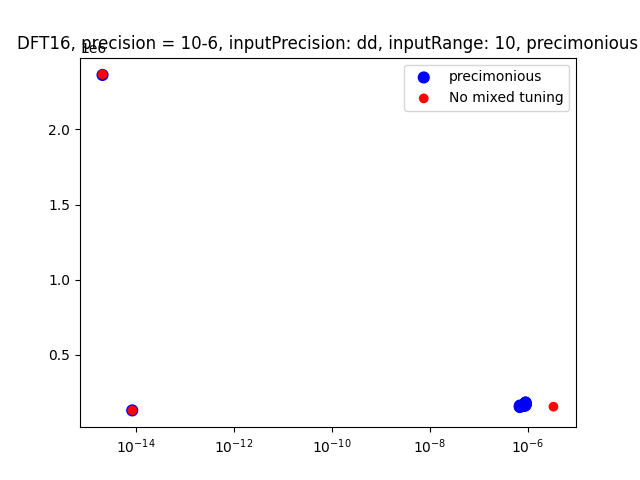 DFT16, precision = 10-6, inputPrecision: dd, inputRange: 10, precimonious
1e6
precimonious
No mixed tuning
2.0
1.5
1.0
0.5
10⁻¹⁴ 10⁻¹² 10⁻¹⁰ 10⁻⁸ 10⁻⁶